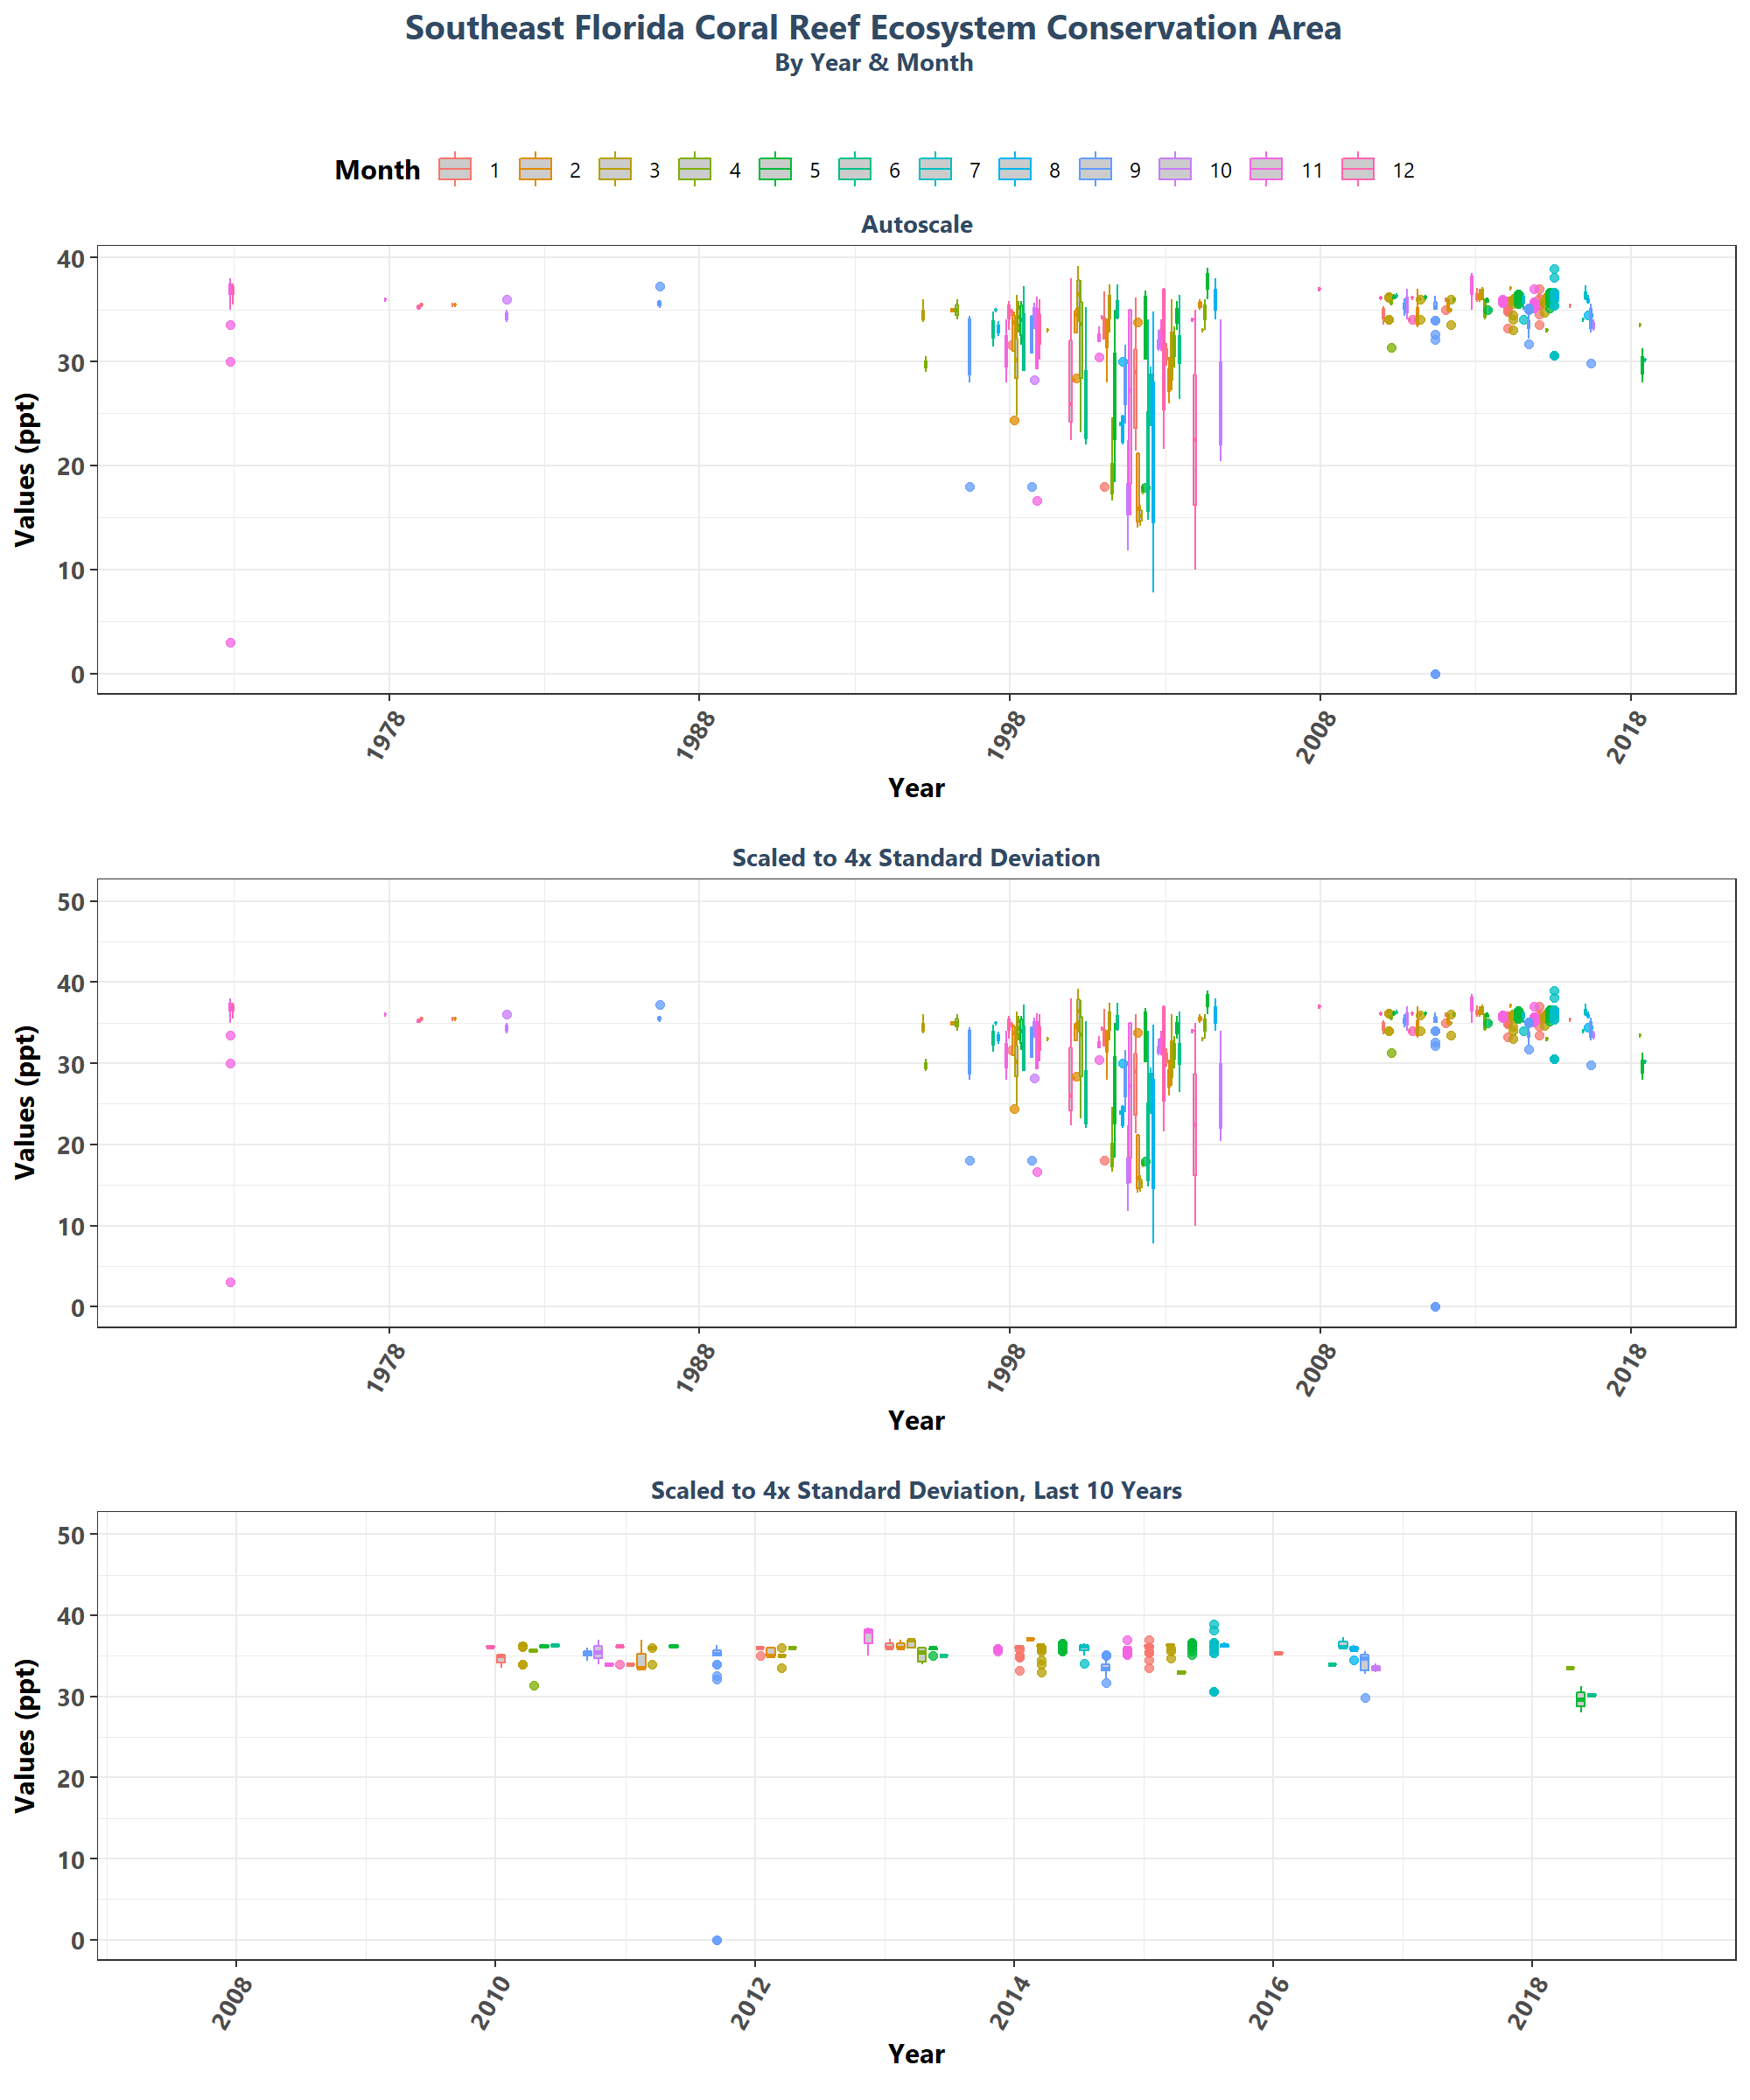 Southeast Florida Coral Reef Ecosystem Conservation Area
By Year & Month
Month 1 2 3 4 5 6 7 8 9 10 11 12
Autoscale
Values (ppt)
40
30
20
10
0
1978 1988 1998 2008 2018
Year
Scaled to 4x Standard Deviation
Values (ppt)
50
40
30
20
10
0
1978 1988 1998 2008 2018
Year
Scaled to 4x Standard Deviation, Last 10 Years
Values (ppt)
50
40
30
20
10
0
2008 2010 2012 2014 2016 2018
Year